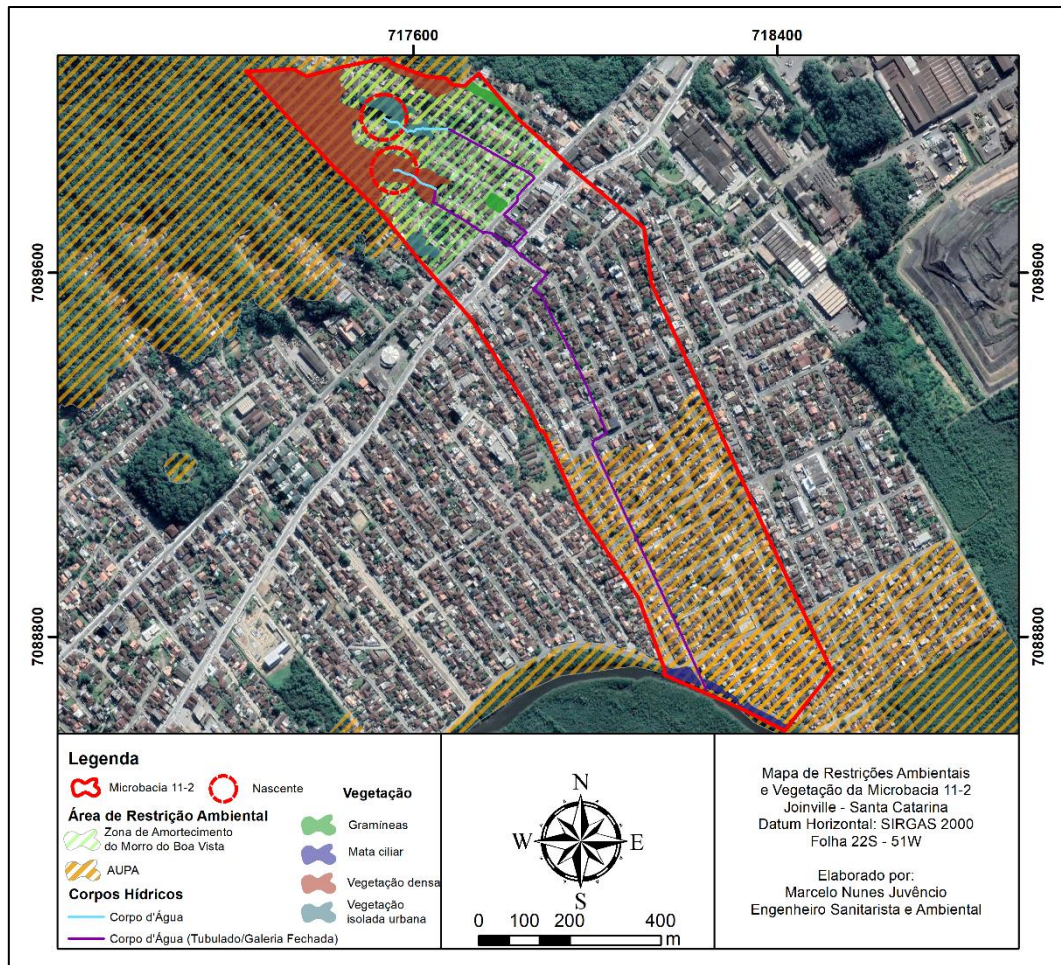 717600
718400
7089600
7089600
7088800
7088800
Legenda
Microbacia 11-2
Nascente
Área de Restrição Ambiental
Zona de Amortecimento
do Morro do Boa Vista
AUPA
Corpos Hídricos
Corpo d'Água
Corpo d'Água (Tubulado/Galeria Fechada)
Vegetação
Gramíneas
Mata ciliar
Vegetação densa
Vegetação
isolada urbana
N
W
E
S
0 100 200 400
m
Mapa de Restrições Ambientais
e Vegetação da Microbacia 11-2
Joinville - Santa Catarina
Datum Horizontal: SIRGAS 2000
Folha 22S - 51W
Elaborado por:
Marcelo Nunes Juvêncio
Engenheiro Sanitarista e Ambiental